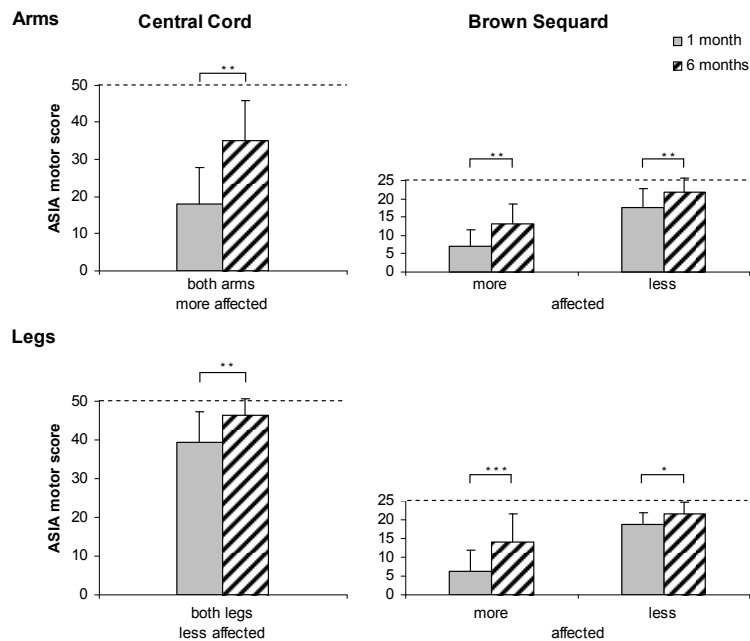 Arms
Central Cord
Brown Sequard
1 month
6 months
ASIA motor score
50
40
30
20
10
0
**
both arms
more affected
25
20
15
10
5
0
**
**
more
less
affected
Legs
ASIA motor score
50
40
30
20
10
0
**
both legs
less affected
25
20
15
10
5
0
***
*
more
less
affected